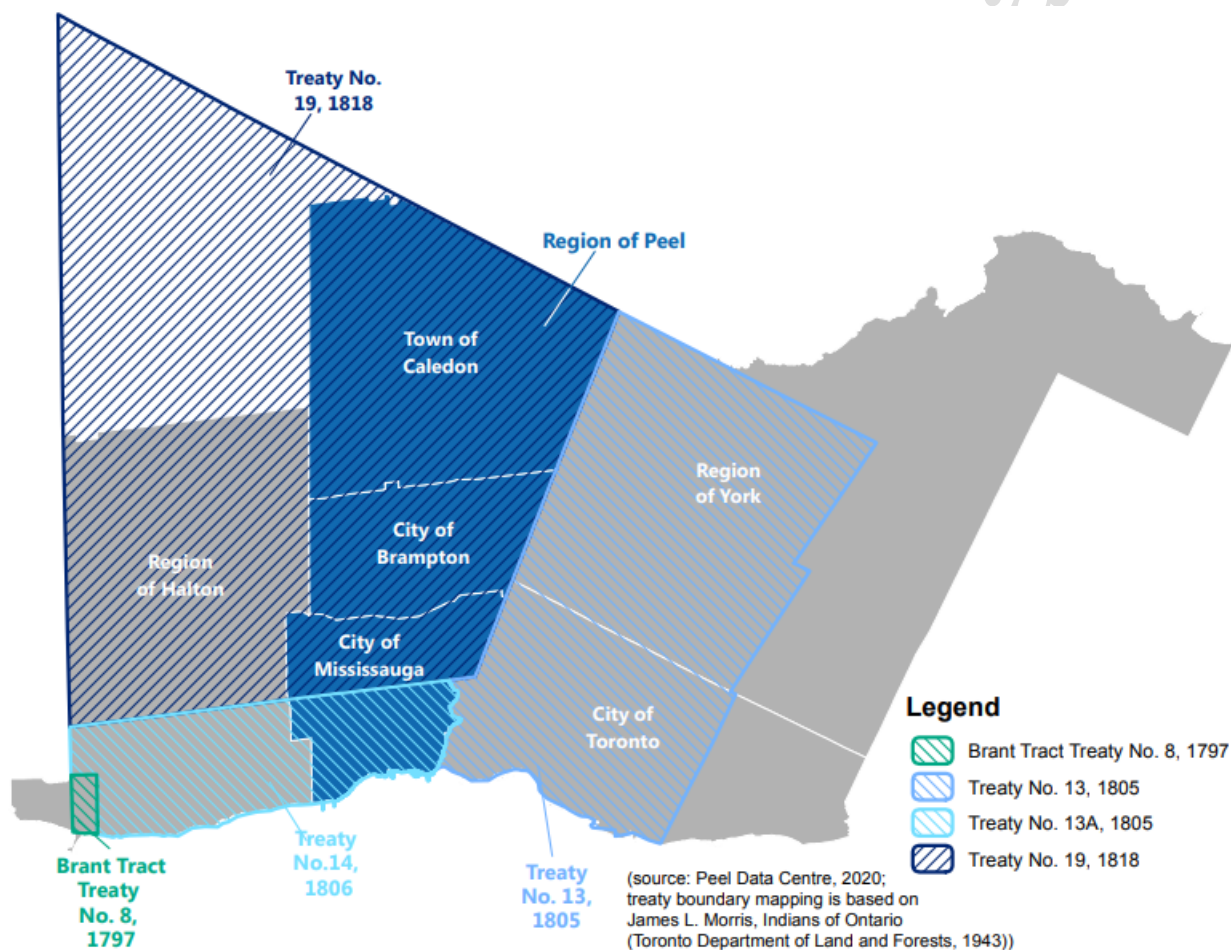 Treaty No.
19, 1818
Region of Peel
Town of
Caledon
Region
of York
City of
Brampton
Region
of Halton
City of
Mississauga
City of
Toronto
Legend
Brant Tract Treaty No. 8, 1797
Treaty No. 13, 1805
Treaty No. 13A, 1805
Treaty No. 19, 1818
Treaty
No.14,
1806
Brant Tract
Treaty
No. 8,
1797
Treaty
No. 13,
1805
(source: Peel Data Centre, 2020;
treaty boundary mapping is based on
James L. Morris, Indians of Ontario
(Toronto Department of Land and Forests, 1943))